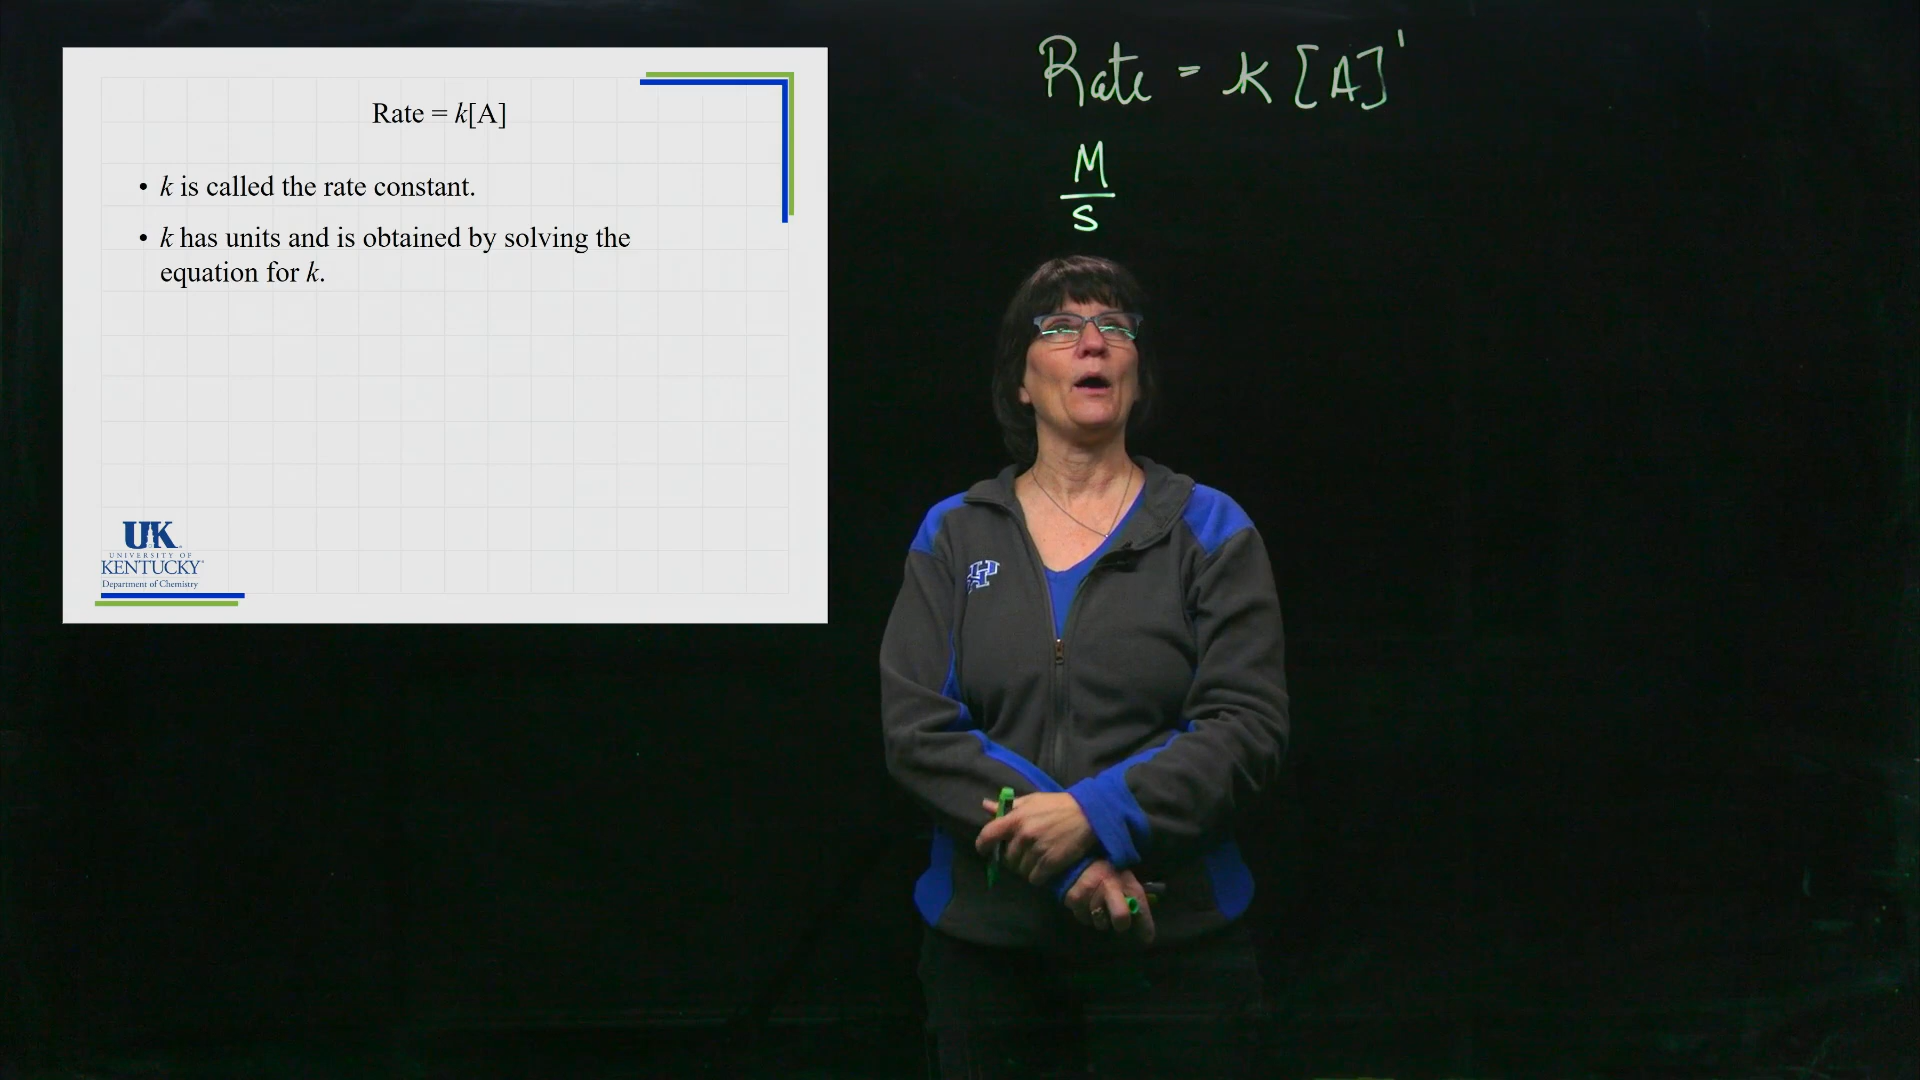 Rate = k[A]
• k is called the rate constant.
• k has units and is obtained by solving the
equation for k.
UK
UNIVERSITY OF
KENTUCKY
Department of Chemistry
Rate = k [A]¹
M
s